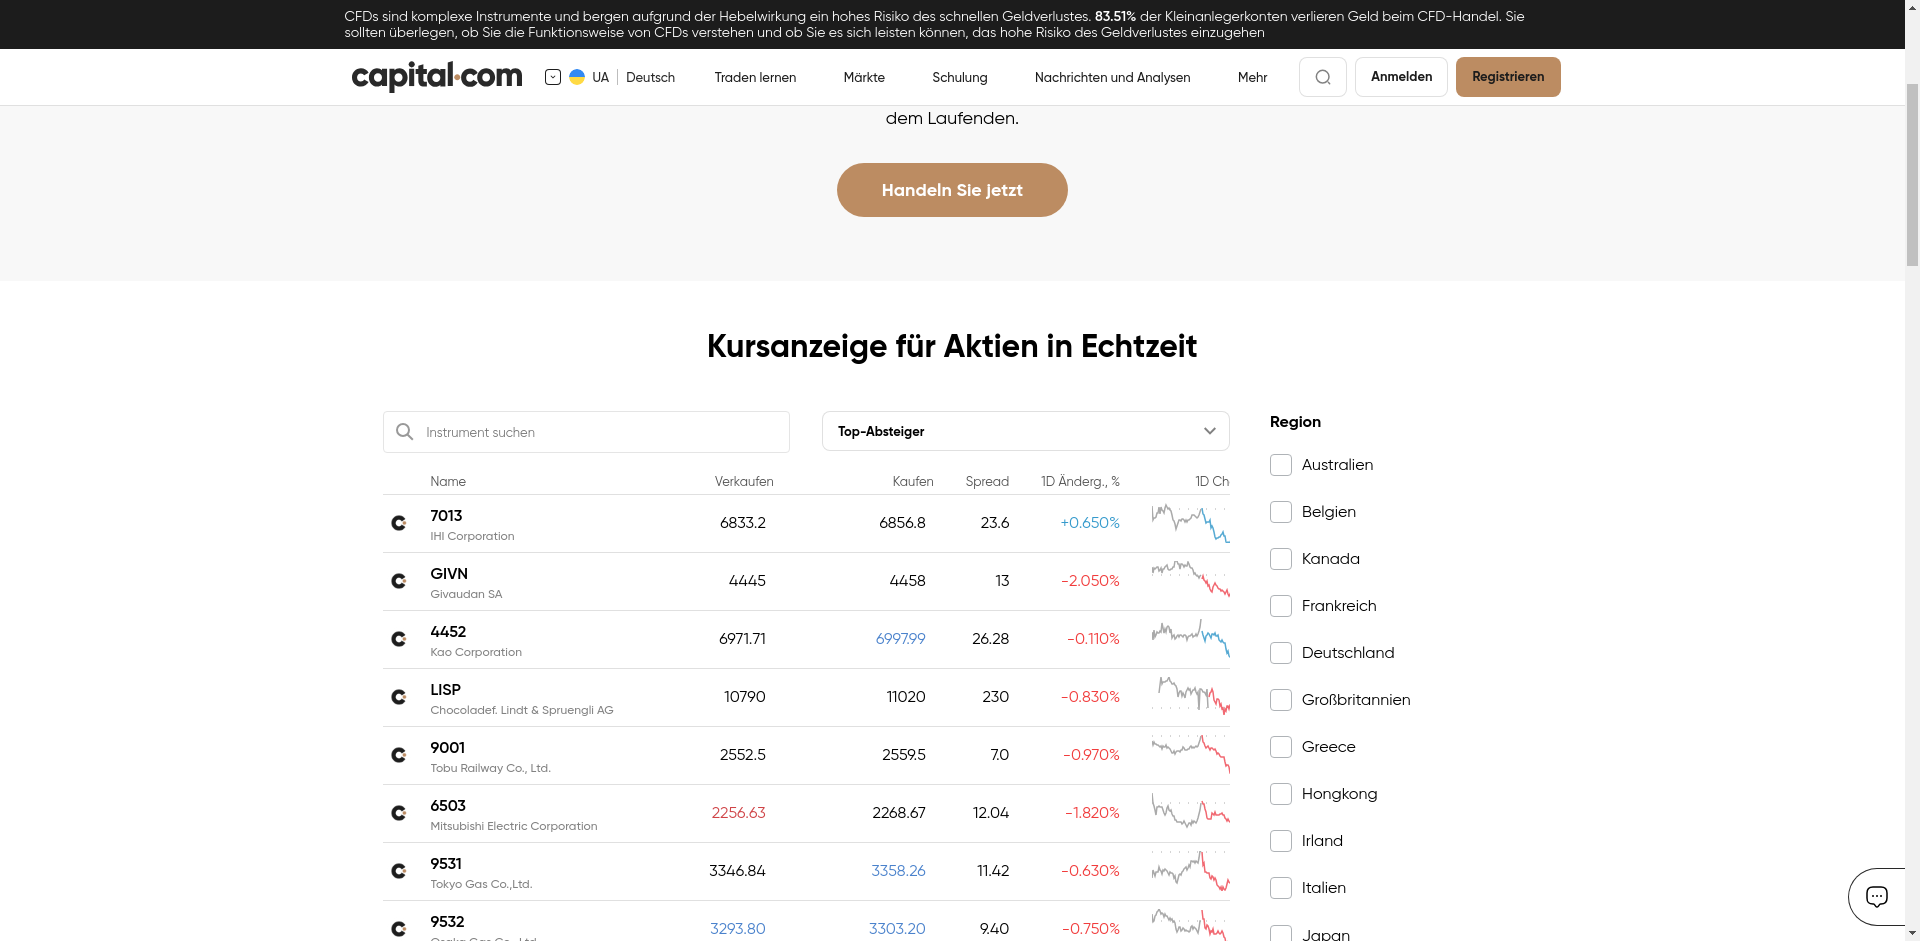 CFDs sind komplexe Instrumente und bergen aufgrund der Hebelwirkung ein hohes Risiko des schnellen Geldverlustes. 83.51% der Kleinanlegerkonten verlieren Geld beim CFD-Handel. Sie
sollten überlegen, ob Sie die Funktionsweise von CFDs verstehen und ob Sie es sich leisten können, das hohe Risiko des Geldverlustes einzugehen
capital.com UA Deutsch Traden lernen Märkte Schulung Nachrichten und Analysen Mehr Anmelden Registrieren
dem Laufenden.
Handeln Sie jetzt
Kursanzeige für Aktien in Echtzeit
Instrument suchen
Top-Absteiger
Name Verkaufen Kaufen Spread 1D Änderg., % 1D Ch
7013 6833.2 6856.8 23.6 +0.650%
IHI Corporation
GIVN 4445 4458 13 -2.050%
Givaudan SA
4452 6971.71 6997.99 26.28 -0.110%
Kao Corporation
LISP 10790 11020 230 -0.830%
Chocoladef. Lindt & Spruengli AG
9001 2552.5 2559.5 7.0 -0.970%
Tobu Railway Co., Ltd.
6503 2256.63 2268.67 12.04 -1.820%
Mitsubishi Electric Corporation
9531 3346.84 3358.26 11.42 -0.630%
Tokyo Gas Co.,Ltd.
9532 3293.80 3303.20 9.40 -0.750%
Osaka Gas Co., Ltd.
Region
Australien
Belgien
Kanada
Frankreich
Deutschland
Großbritannien
Greece
Hongkong
Irland
Italien
Japan